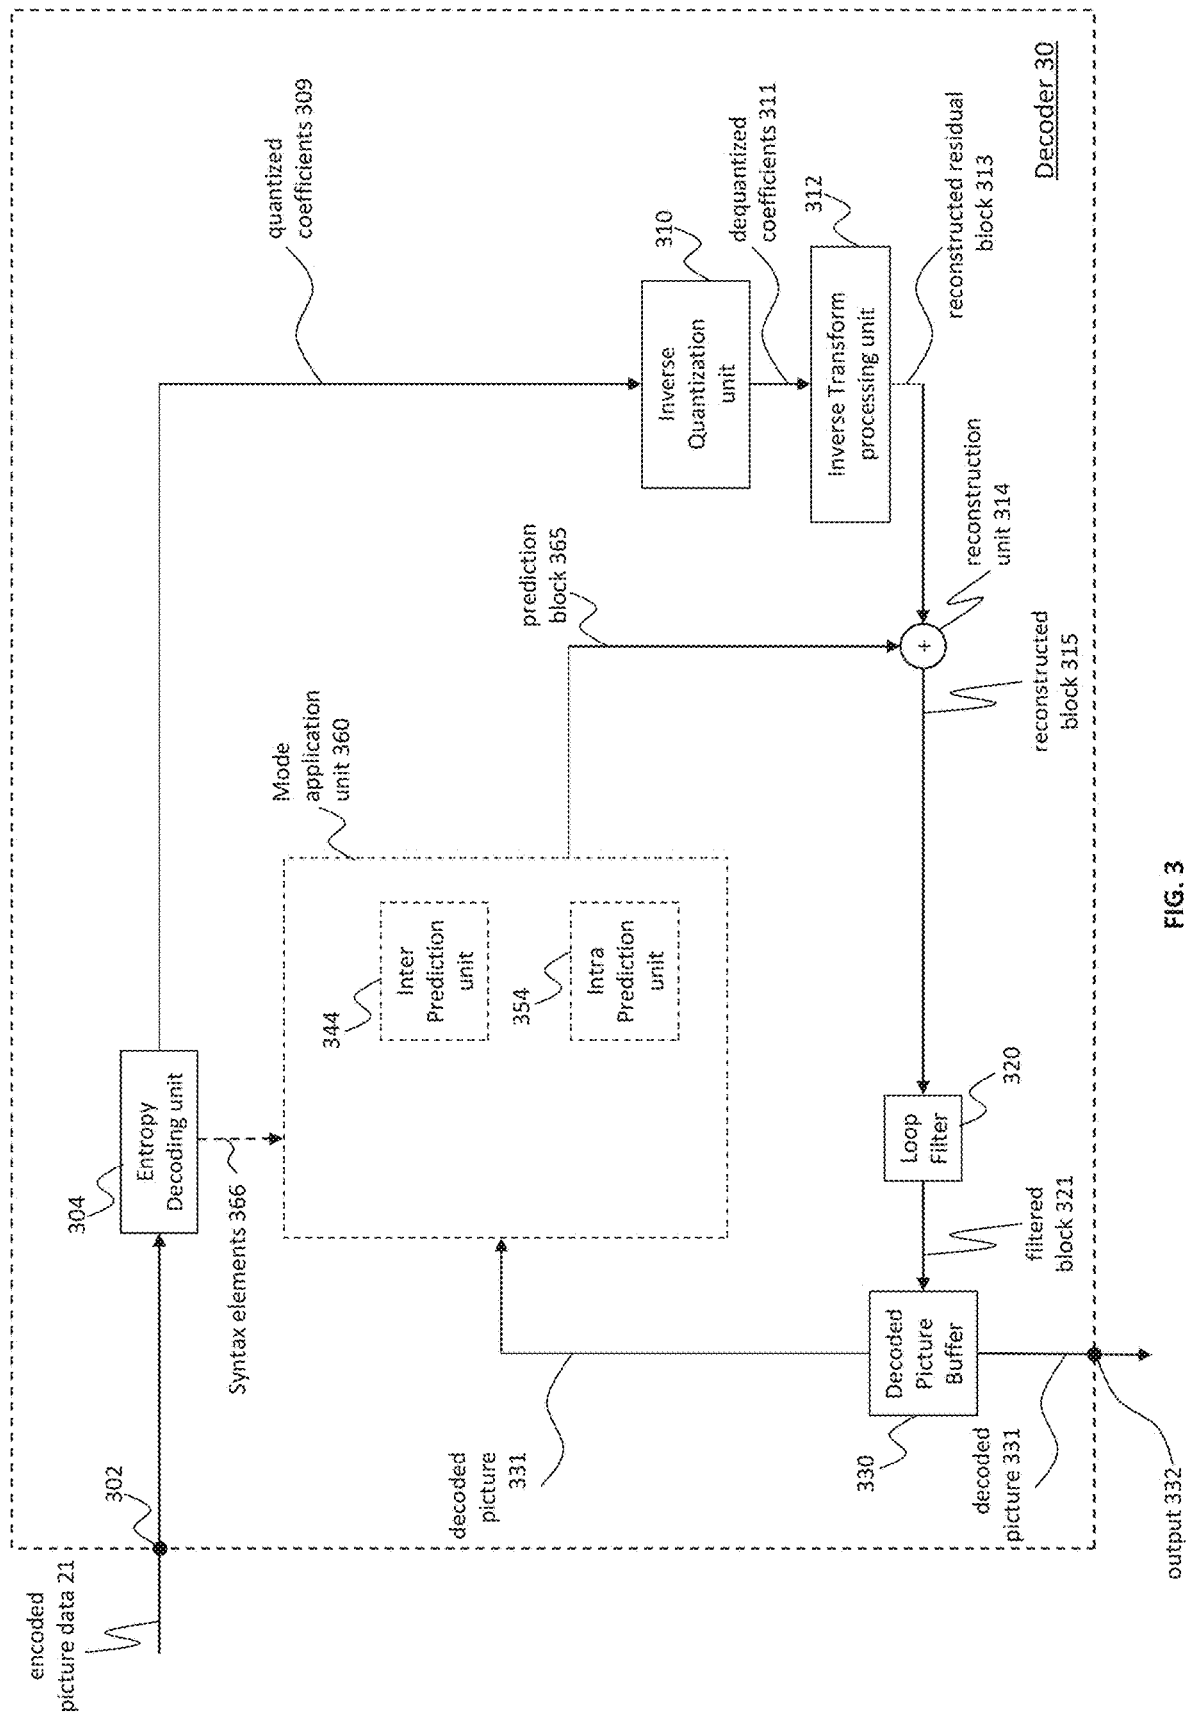 encoded
picture data 21
302
304
Entropy
Decoding unit
Syntax elements 366
quantized
coefficients 309
Mode
application
unit 360
344
Inter
Prediction
unit
354
Intra
Prediction
unit
prediction
block 365
310
Inverse
Quantization
unit
dequantized
coefficients 311
312
Inverse Transform
processing unit
reconstructed residual
block 313
reconstruction
unit 314
+
reconstructed
block 315
320
Loop
Filter
filtered
block 321
330
Decoded
Picture
Buffer
decoded
picture
331
decoded
picture 331
output 332
Decoder 30
FIG. 3